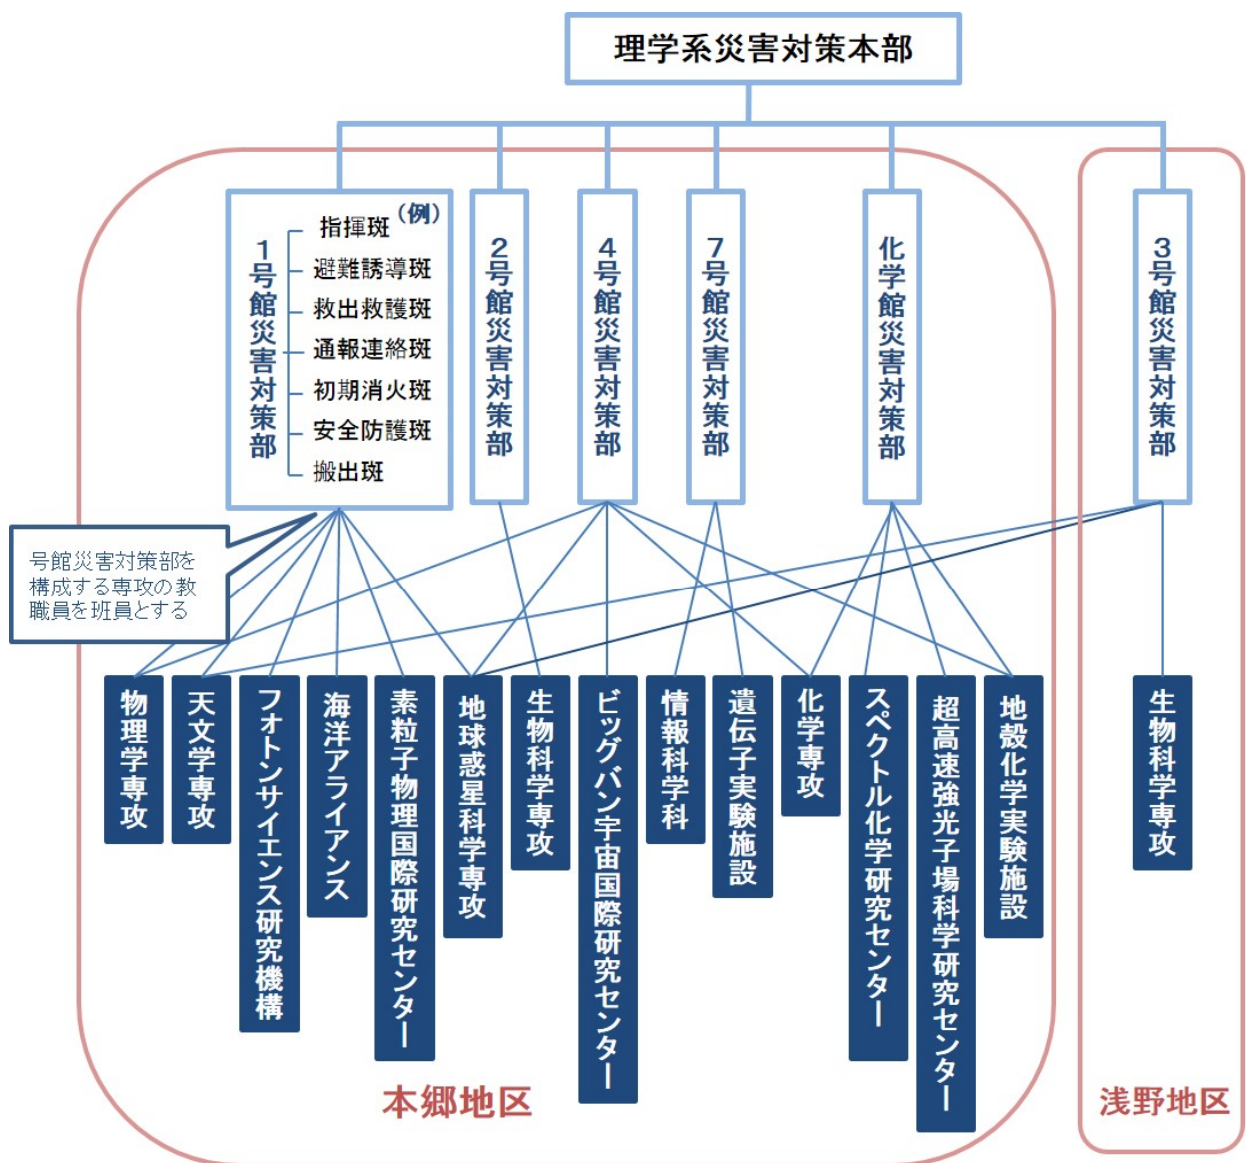 理学系災害対策本部
1号館災害対策部
(例)
指揮斑
避難誘導斑
救出救護斑
通報連絡斑
初期消火斑
安全防護斑
搬出斑
2号館災害対策部
4号館災害対策部
7号館災害対策部
化学館災害対策部
3号館災害対策部
号館災害対策部を
構成する専攻の教
職員を班員とする
物理学専攻
天文学専攻
フォトンサイエンス研究機構
海洋アライアンス
素粒子物理国際研究センター
地球惑星科学専攻
生物科学専攻
ビッグバン宇宙国際研究センター
情報科学科
遺伝子実験施設
化学専攻
スペクトル化学研究センター
超高速強光子場科学研究センター
地殻化学実験施設
生物科学専攻
本郷地区
浅野地区